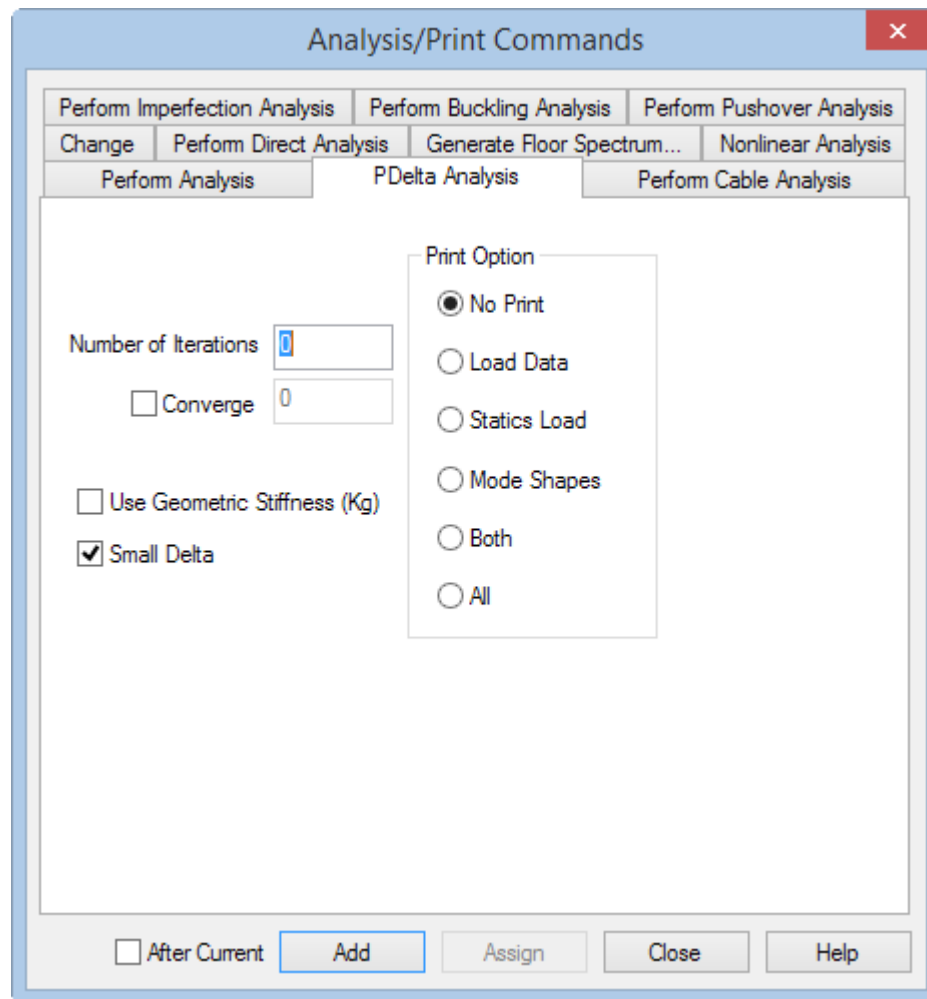 Analysis/Print Commands
Perform Imperfection Analysis Perform Buckling Analysis Perform Pushover Analysis
Change Perform Direct Analysis Generate Floor Spectrum... Nonlinear Analysis
Perform Analysis PDelta Analysis Perform Cable Analysis
Print Option
No Print
Number of Iterations 0
Load Data
Converge 0
Statics Load
Mode Shapes
Use Geometric Stiffness (Kg)
Both
Small Delta
All
After Current Add Assign Close Help